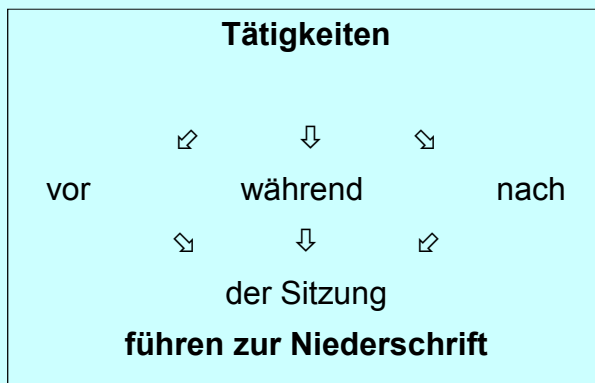 Tätigkeiten
⬃ ⇩ ⬂
vor während nach
⬂ ⇩ ⬃
der Sitzung
führen zur Niederschrift